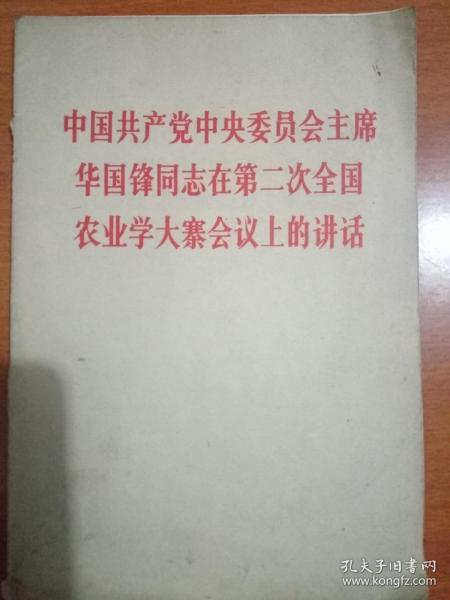 中国共产党中央委员会主席
华国锋同志在第二次全国
农业学大寨会议上的讲话
孔夫子旧书网
www.kongfz.com